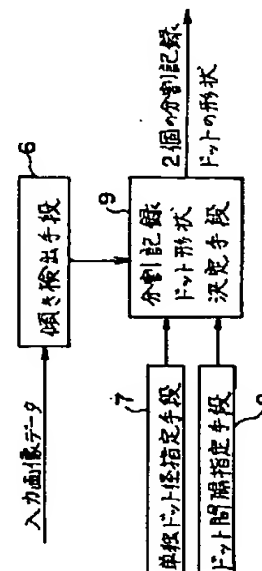 入力画像データ
6
傾き検出手段
9
分割記録
ドット形状
決定手段
2個の分割記録
ドットの形状
7
単独ドット径指定手段
ドット間隔指定手段